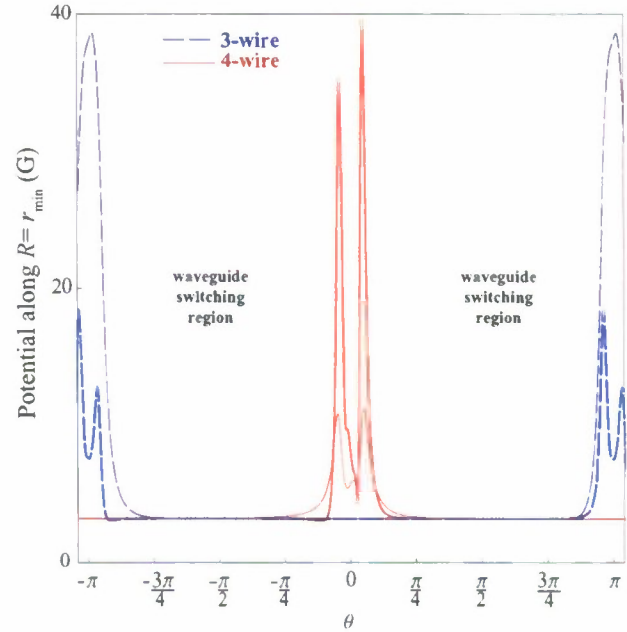 40
3-wire
4-wire
Potential along R= r_min (G)
20
waveguide
switching
region
waveguide
switching
region
0
-π
-3π/4
-π/2
-π/4
0
π/4
π/2
3π/4
π
θ